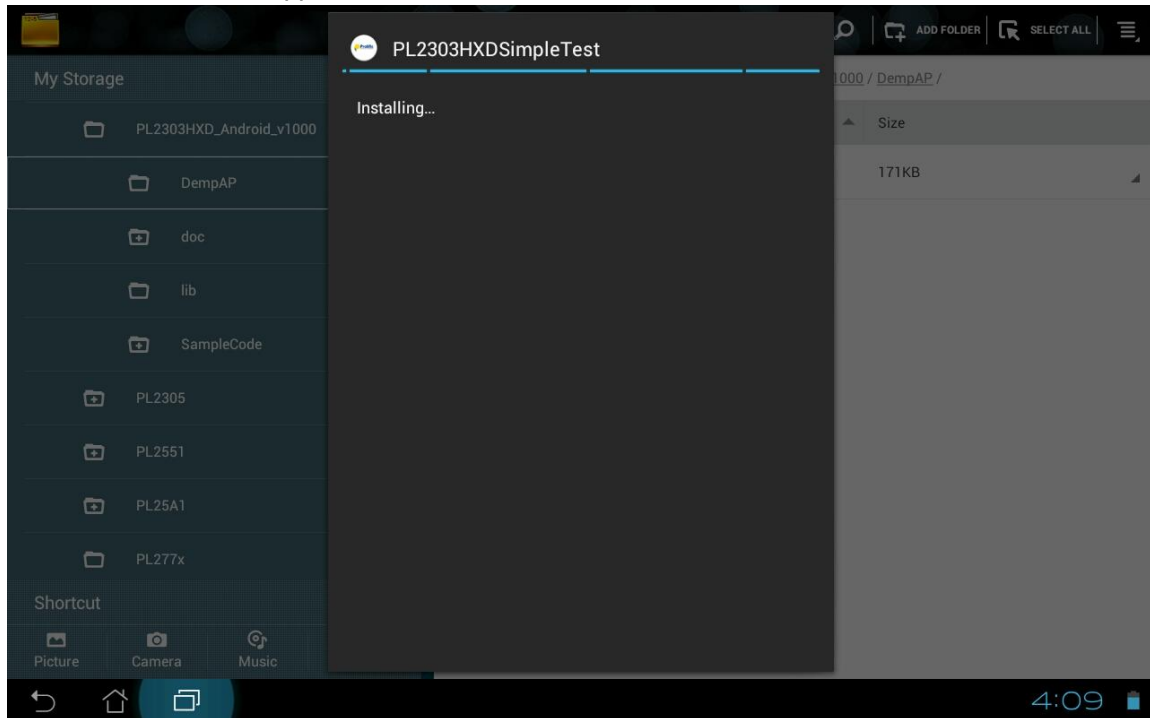 PL2303HXDSimpleTest
ADD FOLDER
SELECT ALL
My Storage
1000 / DempAP /
Installing...
PL2303HXD_Android_v1000
Size
DempAP
171KB
doc
lib
SampleCode
PL2305
PL2551
PL25A1
PL277x
Shortcut
Picture
Camera
Music
4:09